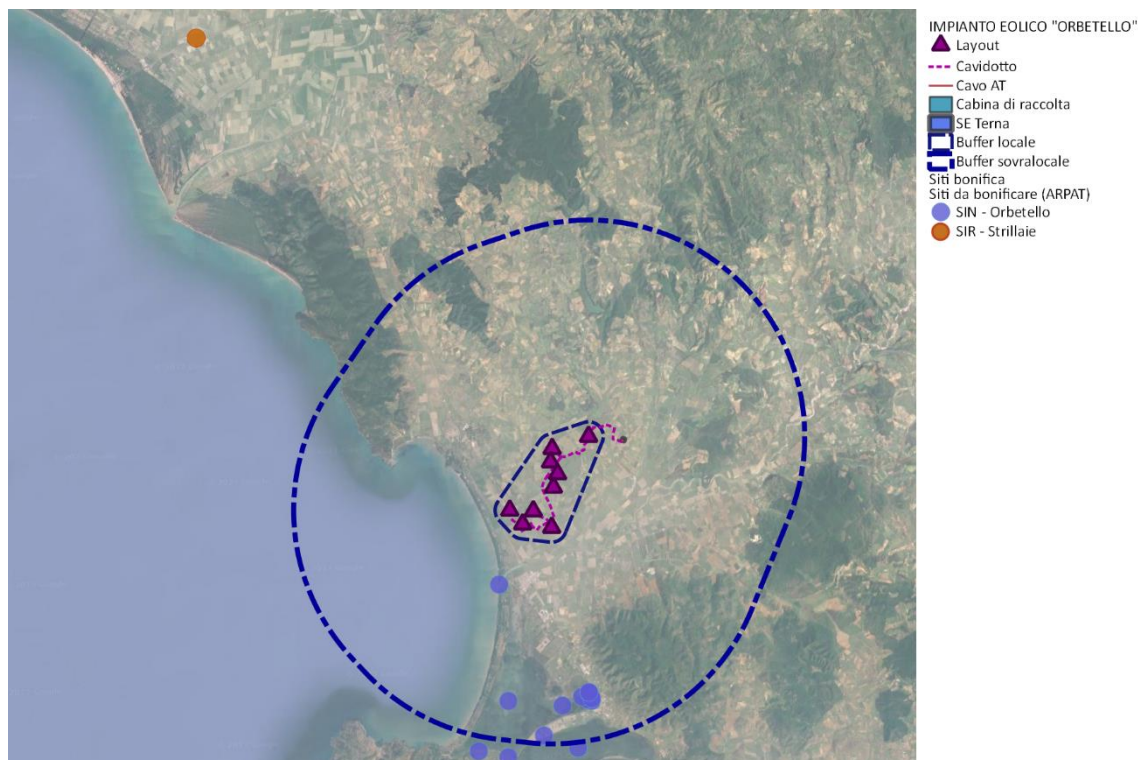 IMPIANTO EOLICO "ORBETELLO"
Layout
Cavidotto
Cavo AT
Cabina di raccolta
SE Terna
Buffer locale
Buffer sovralocale
Siti bonifica
Siti da bonificare (ARPAT)
SIN - Orbetello
SIR - Strillaie